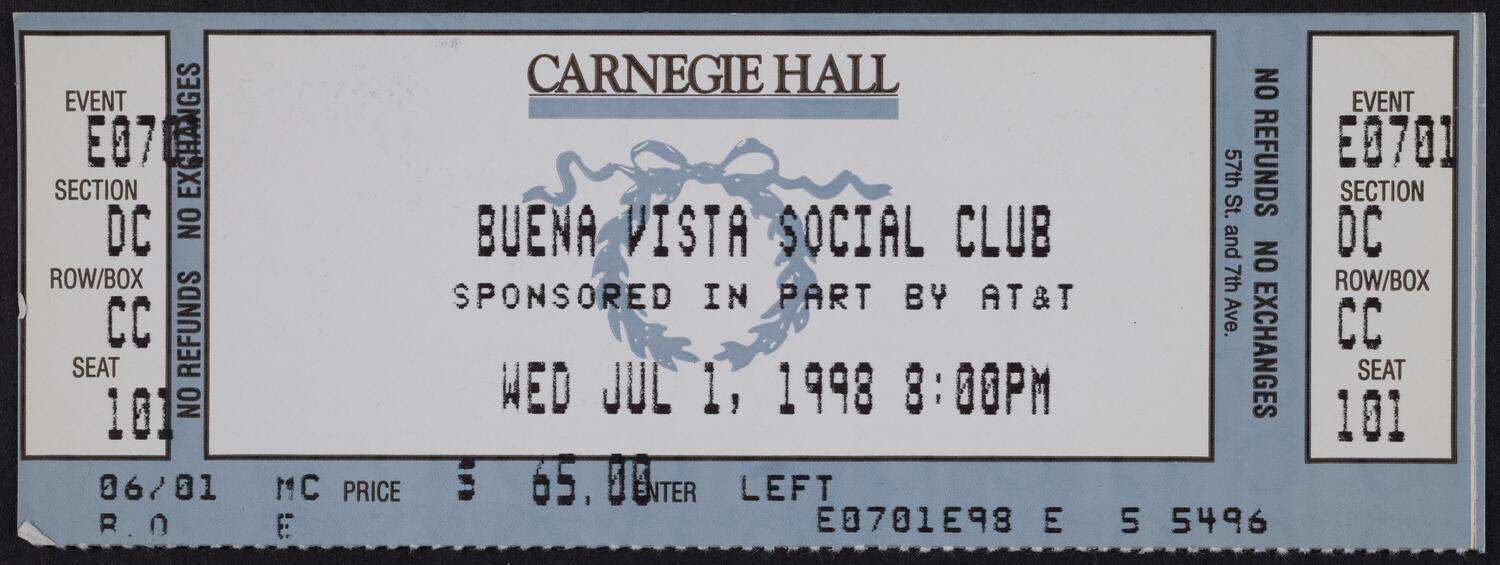 EVENT
E0701
SECTION
DC
ROW/BOX
CC
SEAT
101
NO REFUNDS NO EXCHANGES
CARNEGIE HALL
BUENA VISTA SOCIAL CLUB
SPONSORED IN PART BY AT&T
WED JUL 1, 1998 8:00PM
06/01 MC PRICE $ 65.00 ENTER LEFT
B.O E E0701E98 E 5 5496
57th St. and 7th Ave.
NO REFUNDS NO EXCHANGES
EVENT
E0701
SECTION
DC
ROW/BOX
CC
SEAT
101